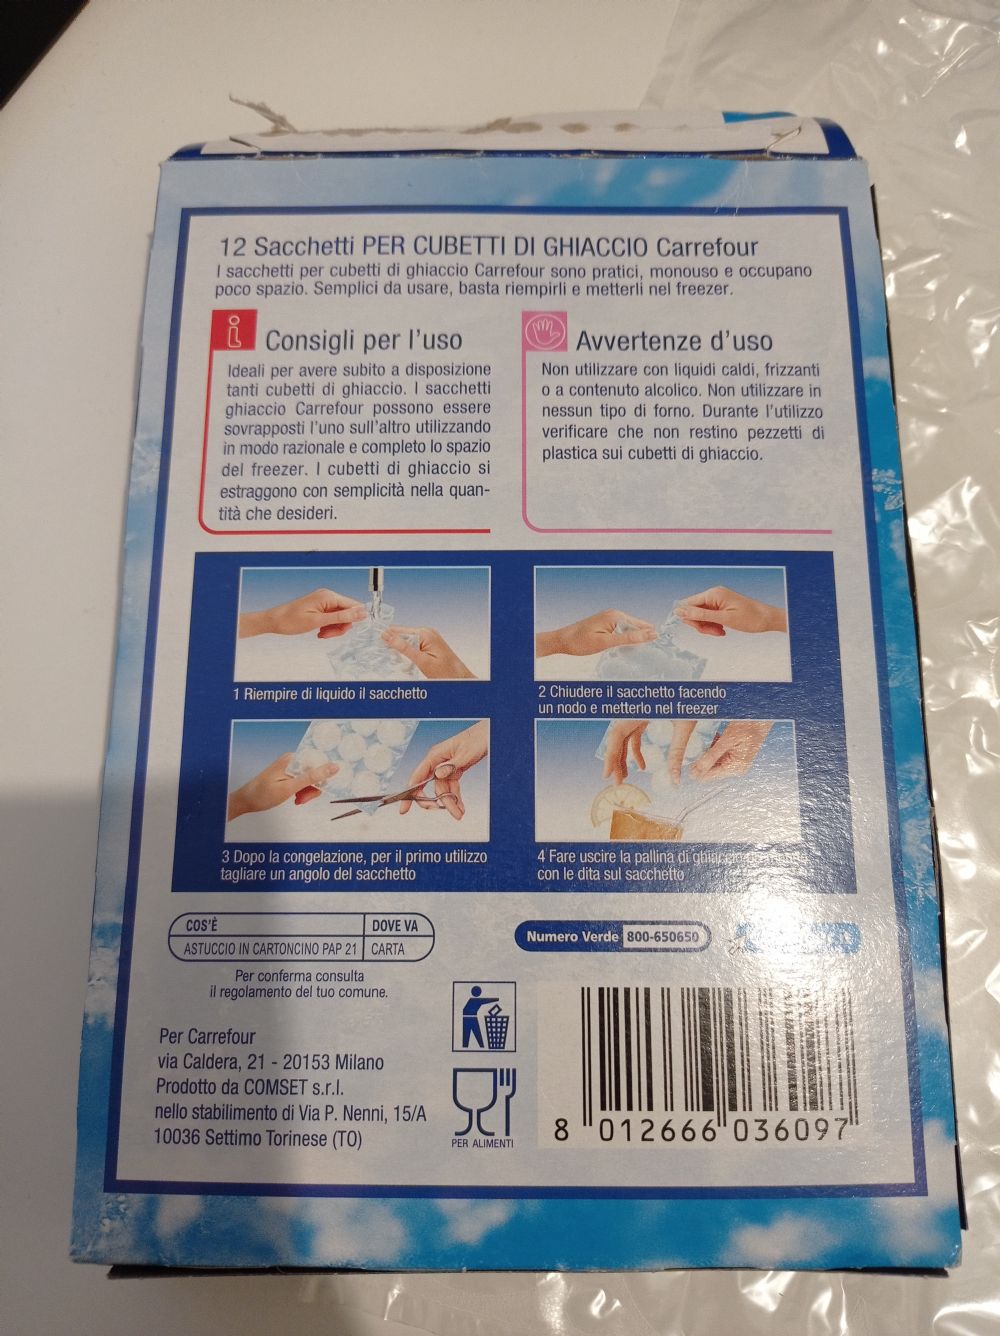 12 Sacchetti PER CUBETTI DI GHIACCIO Carrefour
I sacchetti per cubetti di ghiaccio Carrefour sono pratici, monouso e occupano
poco spazio. Semplici da usare, basta riempirli e metterli nel freezer.
Consigli per l'uso
Ideali per avere subito a disposizione
tanti cubetti di ghiaccio. I sacchetti
ghiaccio Carrefour possono essere
sovrapposti l'uno sull'altro utilizzando
in modo razionale e completo lo spazio
del freezer. I cubetti di ghiaccio si
estraggono con semplicità nella quan-
tità che desideri.
Avvertenze d'uso
Non utilizzare con liquidi caldi, frizzanti
o a contenuto alcolico. Non utilizzare in
nessun tipo di forno. Durante l'utilizzo
verificare che non restino pezzetti di
plastica sui cubetti di ghiaccio.
1 Riempire di liquido il sacchetto
2 Chiudere il sacchetto facendo
un nodo e metterlo nel freezer
3 Dopo la congelazione, per il primo utilizzo
tagliare un angolo del sacchetto
4 Fare uscire la pallina di ghiaccio
con le dita sul sacchetto
COS'È DOVE VA
ASTUCCIO IN CARTONCINO PAP 21 CARTA
Per conferma consulta
il regolamento del tuo comune.
Numero Verde 800-650650
Per Carrefour
via Caldera, 21 - 20153 Milano
Prodotto da COMSET s.r.l.
nello stabilimento di Via P. Nenni, 15/A
10036 Settimo Torinese (TO)
PER ALIMENTI
8 012666 036097